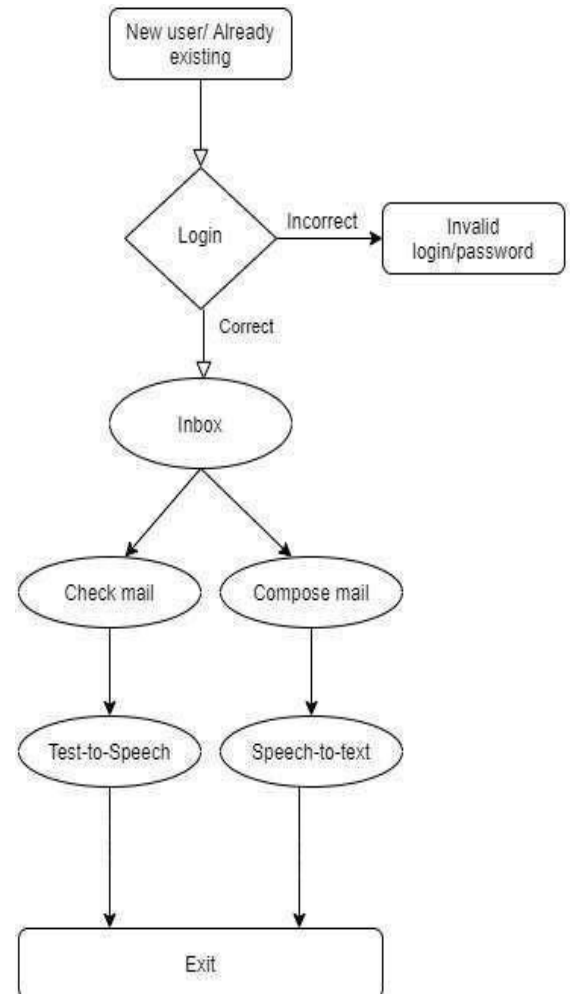 New user/ Already
existing
Login
Incorrect
Invalid
login/password
Correct
Inbox
Check mail
Compose mail
Test-to-Speech
Speech-to-text
Exit